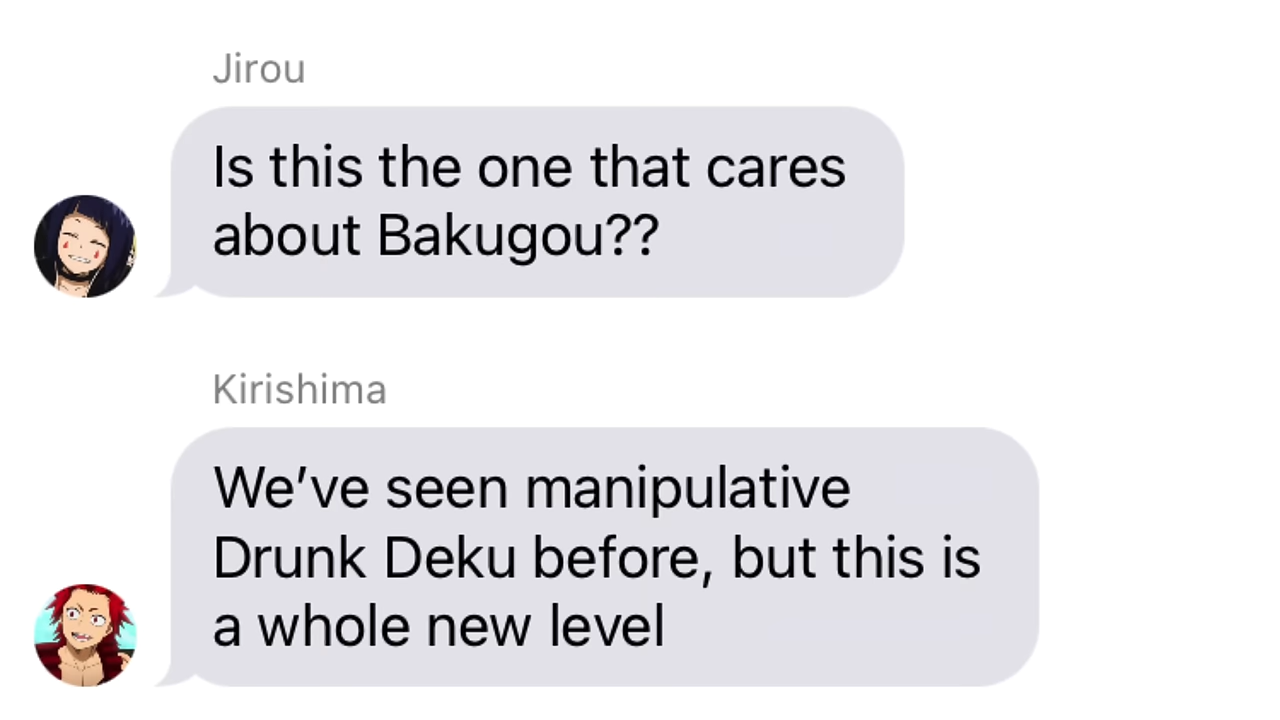 Jirou
Is this the one that cares
about Bakugou??
Kirishima
We’ve seen manipulative
Drunk Deku before, but this is
a whole new level